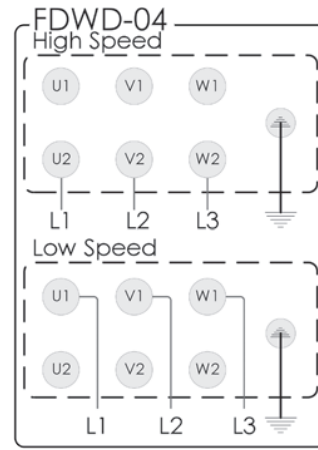 FDWD-04
High Speed
U1 V1 W1
U2 V2 W2
L1 L2 L3
Low Speed
U1 V1 W1
U2 V2 W2
L1 L2 L3